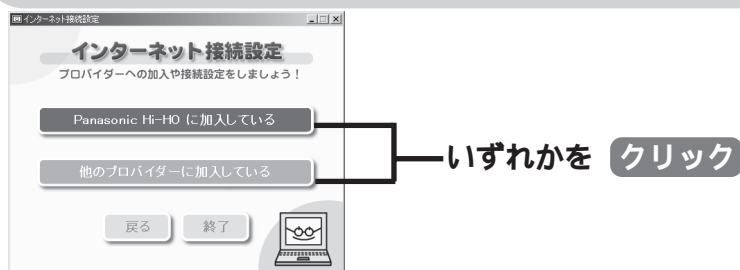 インターネット接続設定
インターネット接続設定
プロバイダーへの加入や接続設定をしましょう!
Panasonic Hi-HO に加入している
他のプロバイダーに加入している
いずれかを クリック
戻る 終了